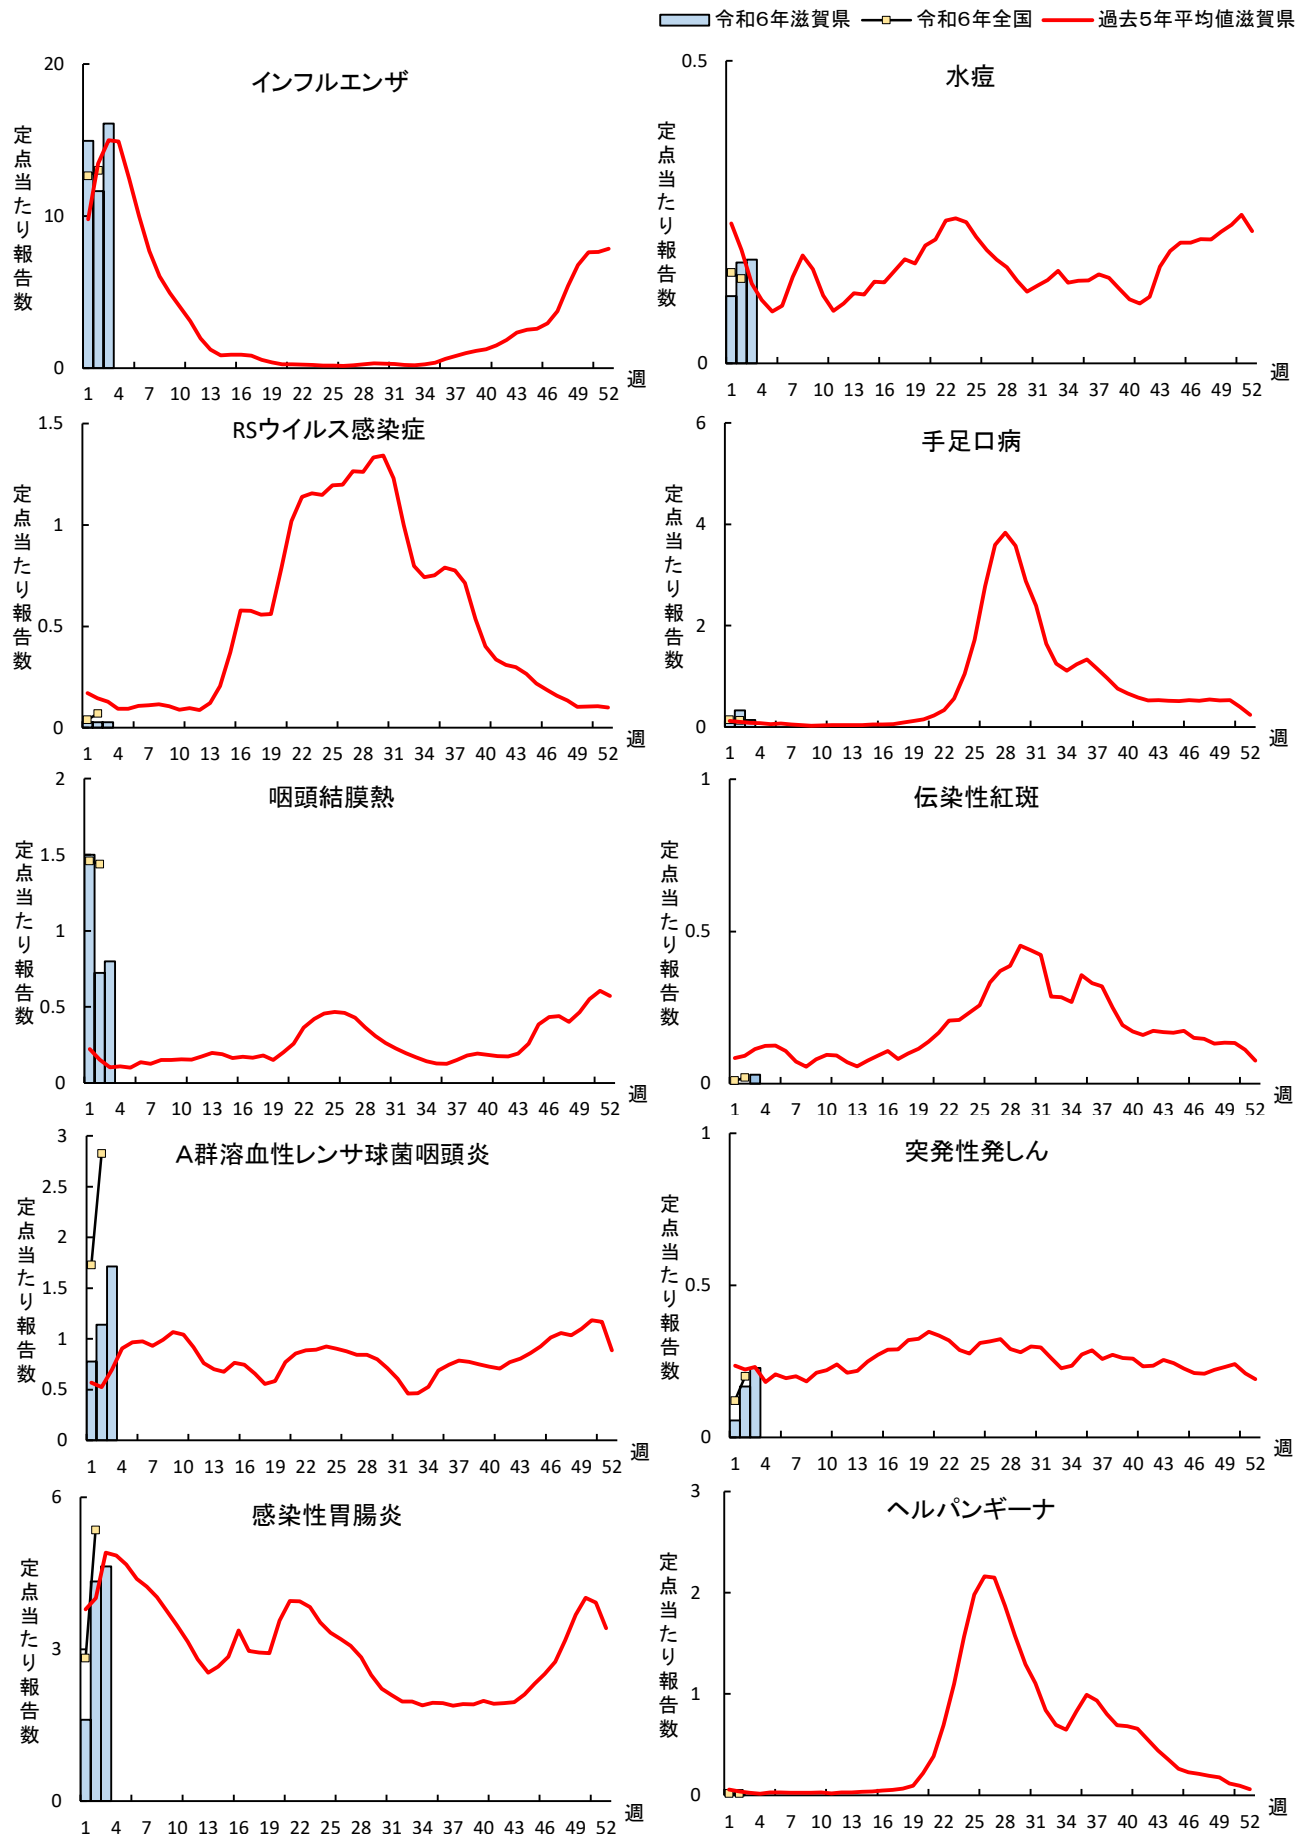 令和6年滋賀県 令和6年全国 過去5年平均値滋賀県
インフルエンザ
定点当たり報告数
20
10
0
1 4 7 10 13 16 19 22 25 28 31 34 37 40 43 46 49 52
週
水痘
定点当たり報告数
0.5
0
1 4 7 10 13 16 19 22 25 28 31 34 37 40 43 46 49 52
週
RSウイルス感染症
定点当たり報告数
1.5
1
0.5
0
1 4 7 10 13 16 19 22 25 28 31 34 37 40 43 46 49 52
週
手足口病
定点当たり報告数
6
4
2
0
1 4 7 10 13 16 19 22 25 28 31 34 37 40 43 46 49 52
週
咽頭結膜熱
定点当たり報告数
2
1.5
1
0.5
0
1 4 7 10 13 16 19 22 25 28 31 34 37 40 43 46 49 52
週
伝染性紅斑
定点当たり報告数
1
0.5
0
1 4 7 10 13 16 19 22 25 28 31 34 37 40 43 46 49 52
週
A群溶血性レンサ球菌咽頭炎
定点当たり報告数
3
2.5
2
1.5
1
0.5
0
1 4 7 10 13 16 19 22 25 28 31 34 37 40 43 46 49 52
週
突発性発しん
定点当たり報告数
1
0.5
0
1 4 7 10 13 16 19 22 25 28 31 34 37 40 43 46 49 52
週
感染性胃腸炎
定点当たり報告数
6
3
0
1 4 7 10 13 16 19 22 25 28 31 34 37 40 43 46 49 52
週
ヘルパンギーナ
定点当たり報告数
3
2
1
0
1 4 7 10 13 16 19 22 25 28 31 34 37 40 43 46 49 52
週